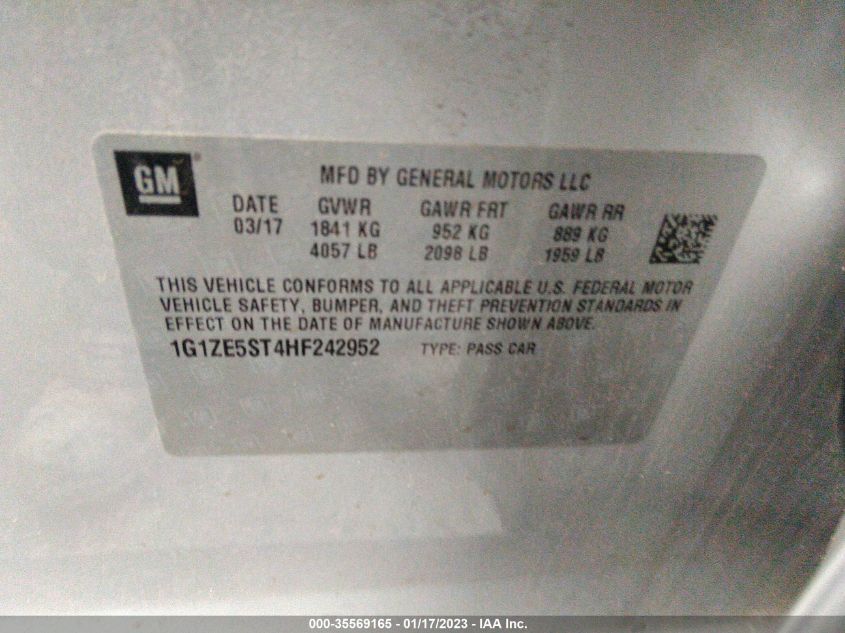 GM®
MFD BY GENERAL MOTORS LLC
DATE GVWR GAWR FRT GAWR RR
03/17 1841 KG 952 KG 889 KG
4057 LB 2098 LB 1959 LB
THIS VEHICLE CONFORMS TO ALL APPLICABLE U.S. FEDERAL MOTOR
VEHICLE SAFETY, BUMPER, AND THEFT PREVENTION STANDARDS IN
EFFECT ON THE DATE OF MANUFACTURE SHOWN ABOVE.
1G1ZE5ST4HF242952 TYPE: PASS CAR
000-35569165 - 01/17/2023 - IAA Inc.